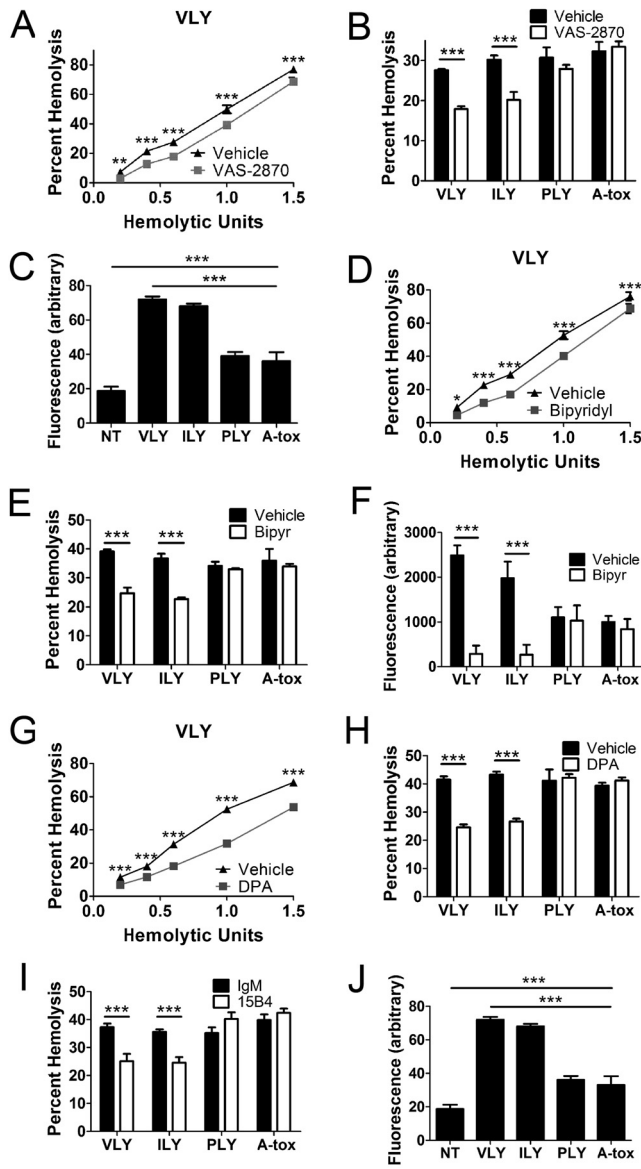 A
VLY
Percent Hemolysis
100
80
60
40
20
0
**
***
***
***
***
Vehicle
VAS-2870
0.0 0.5 1.0 1.5
Hemolytic Units
B
Vehicle
VAS-2870
Percent Hemolysis
30
20
10
0
*** ***
VLY ILY PLY A-tox
C
Fluorescence (arbitrary)
80
60
40
20
0
***
***
NT VLY ILY PLY A-tox
D
VLY
Percent Hemolysis
80
60
40
20
0
*
***
***
***
***
Vehicle
Bipyridyl
0.0 0.5 1.0 1.5
Hemolytic Units
E
Vehicle
Bipyr
Percent Hemolysis
50
40
30
20
10
0
*** ***
VLY ILY PLY A-tox
F
Vehicle
Bipyr
Fluorescence (arbitrary)
3000
2000
1000
0
*** ***
VLY ILY PLY A-tox
G
VLY
Percent Hemolysis
80
60
40
20
0
***
***
***
***
***
Vehicle
DPA
0.0 0.5 1.0 1.5
Hemolytic Units
H
Vehicle
DPA
Percent Hemolysis
50
40
30
20
10
0
*** ***
VLY ILY PLY A-tox
I
IgM
15B4
Percent Hemolysis
50
40
30
20
10
0
*** ***
VLY ILY PLY A-tox
J
Fluorescence (arbitrary)
80
60
40
20
0
***
***
NT VLY ILY PLY A-tox